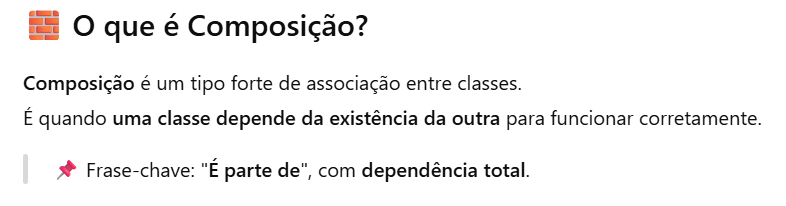 🧱 O que é Composição?
Composição é um tipo forte de associação entre classes.
É quando uma classe depende da existência da outra para funcionar corretamente.
📌 Frase-chave: "É parte de", com dependência total.